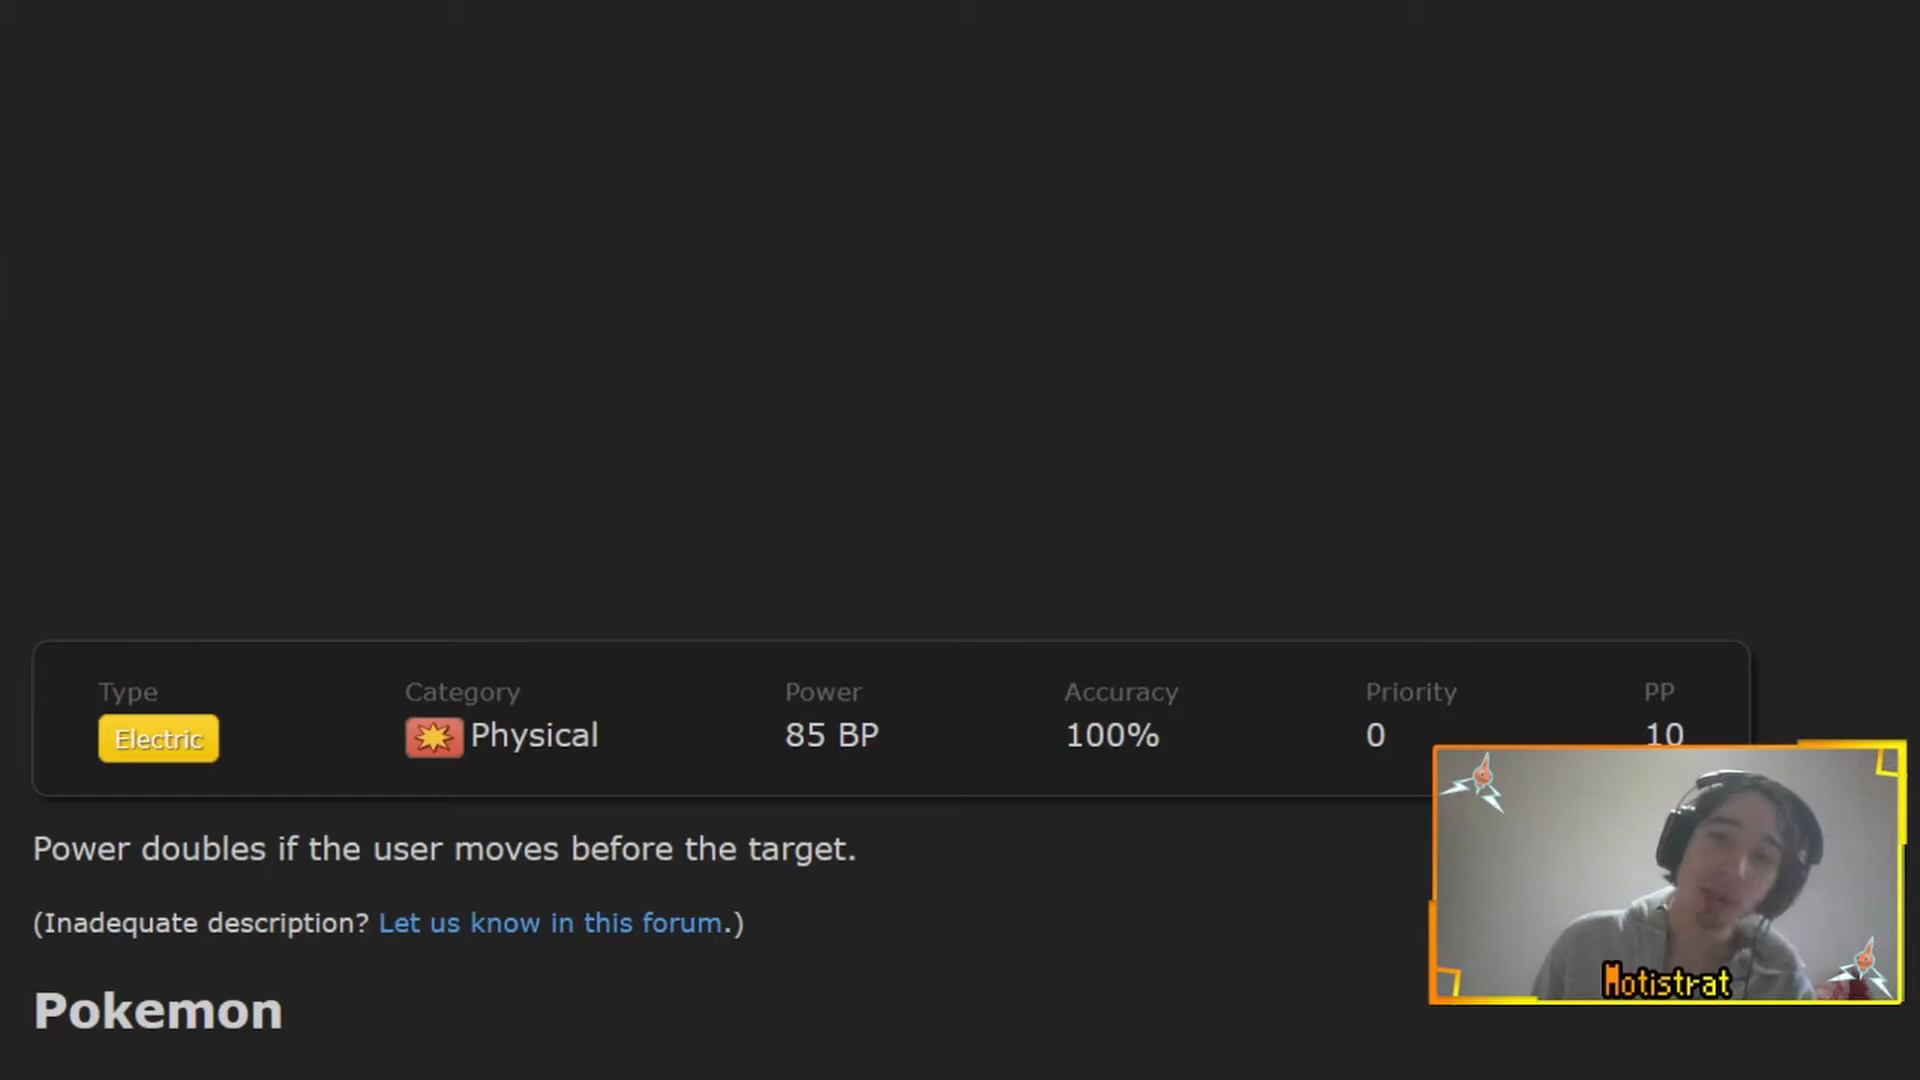 Type Category Power Accuracy Priority PP
Electric Physical 85 BP 100% 0 10
Power doubles if the user moves before the target.
(Inadequate description? Let us know in this forum.)
Pokemon
Motistrat